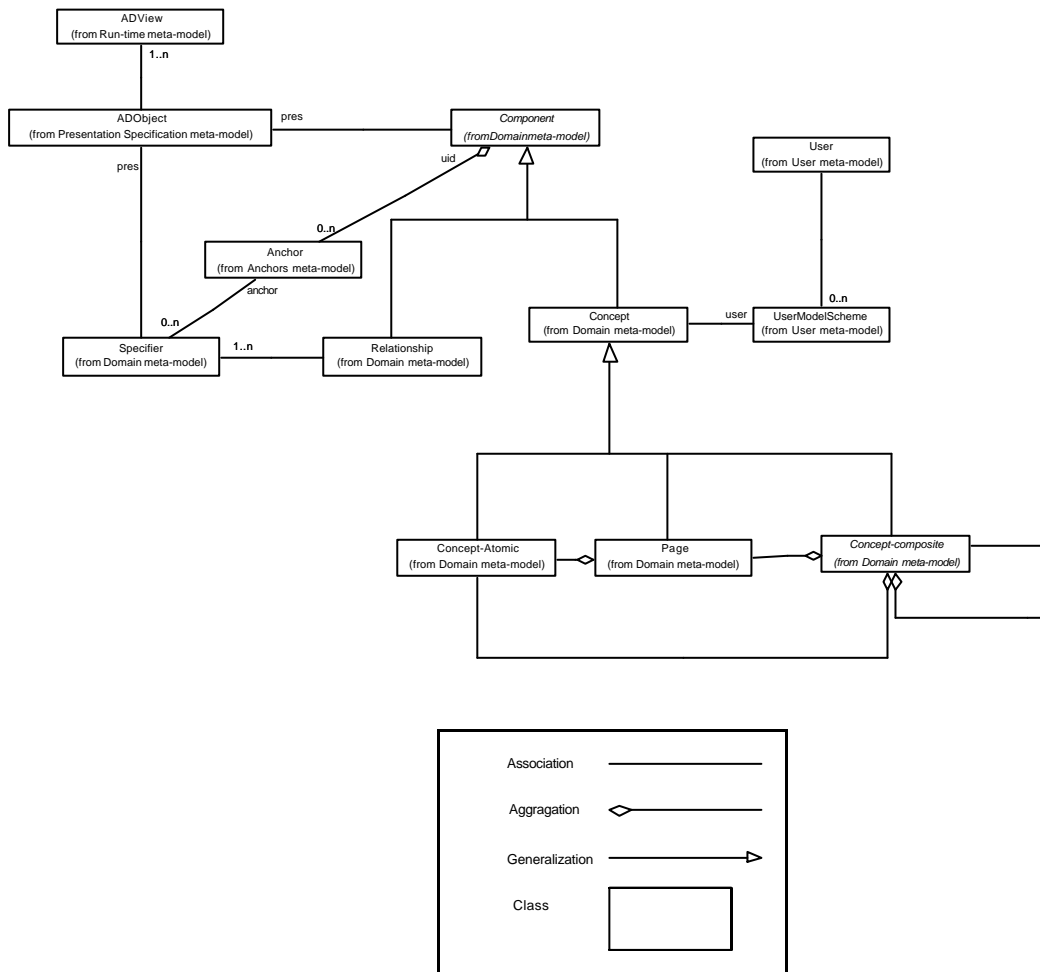 ADView
(from Run-time meta-model)
1..n
ADObject
(from Presentation Specification meta-model)
pres
Component
(fromDomainmeta-model)
pres
uid
User
(from User meta-model)
0..n
Anchor
(from Anchors meta-model)
anchor
0..n
Specifier
(from Domain meta-model)
1..n
Relationship
(from Domain meta-model)
Concept
(from Domain meta-model)
user
0..n
UserModelScheme
(from User meta-model)
Concept-Atomic
(from Domain meta-model)
Page
(from Domain meta-model)
Concept-composite
(from Domain meta-model)
Association
Aggragation
Generalization
Class